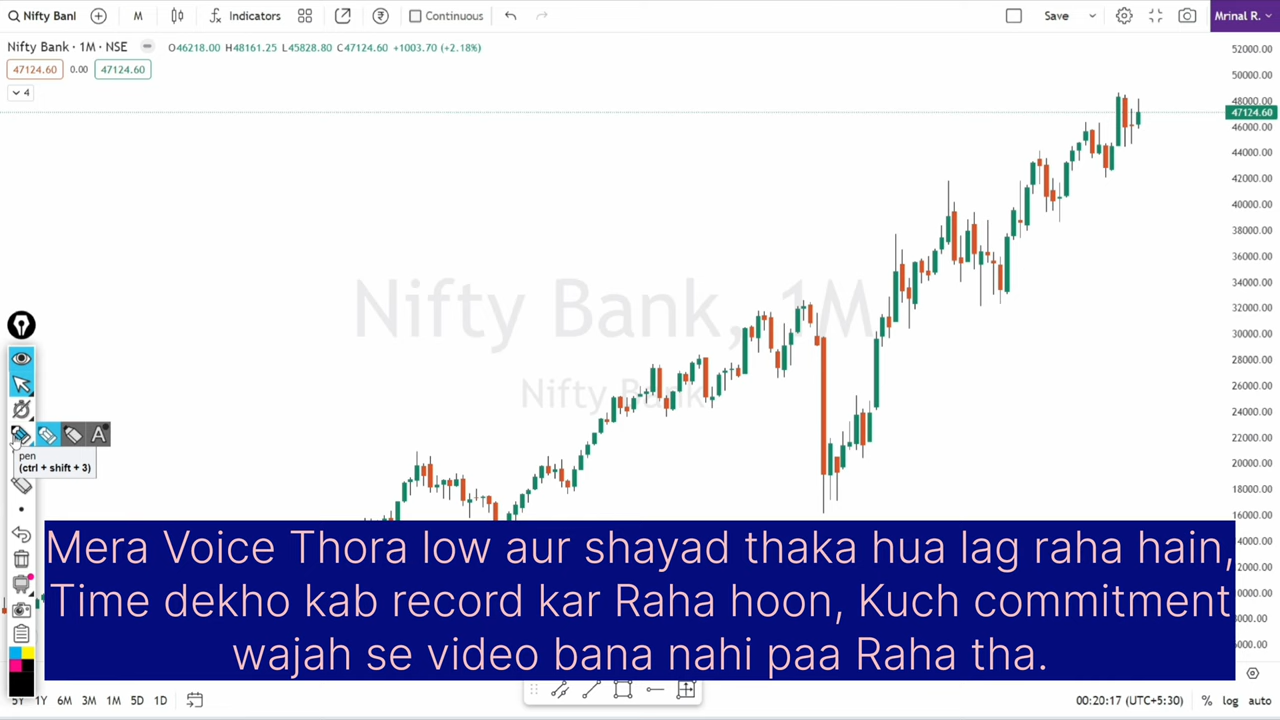 Nifty Banl M Indicators Continuous Save Mrinal R.
Nifty Bank · 1M · NSE O46218.00 H48161.25 L45828.80 C47124.60 +1003.70 (+2.18%)
47124.60 0.00 47124.60
4
52000.00
50000.00
48000.00
47124.60
46000.00
44000.00
42000.00
40000.00
38000.00
36000.00
34000.00
32000.00
30000.00
28000.00
26000.00
24000.00
22000.00
20000.00
18000.00
16000.00
Nifty Bank, 1M
Nifty Bank
A
pen
(ctrl + shift + 3)
Mera Voice Thora low aur shayad thaka hua lag raha hain,
Time dekho kab record kar Raha hoon, Kuch commitment
wajah se video bana nahi paa Raha tha.
5Y 1Y 6M 3M 1M 5D 1D 00:20:17 (UTC+5:30) % log auto